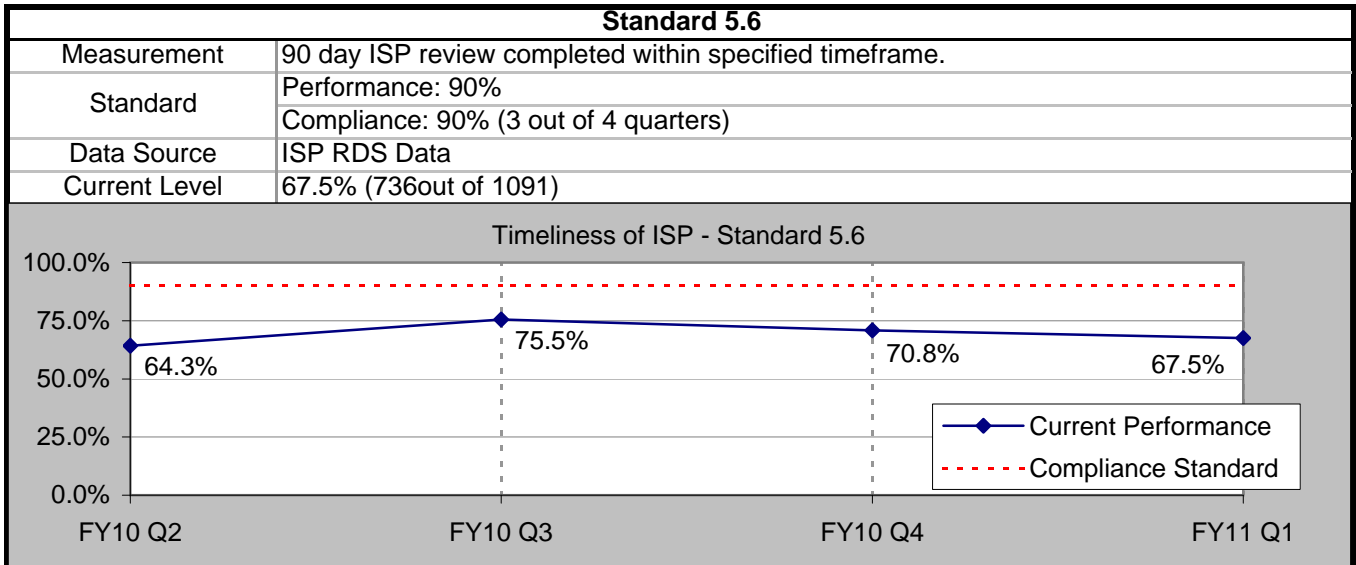 Standard 5.6
Measurement 90 day ISP review completed within specified timeframe.
Standard
Performance: 90%
Compliance: 90% (3 out of 4 quarters)
Data Source ISP RDS Data
Current Level 67.5% (736out of 1091)
Timeliness of ISP - Standard 5.6
100.0%
75.0%
50.0%
25.0%
0.0%
64.3%
75.5%
70.8%
67.5%
Current Performance
Compliance Standard
FY10 Q2 FY10 Q3 FY10 Q4 FY11 Q1